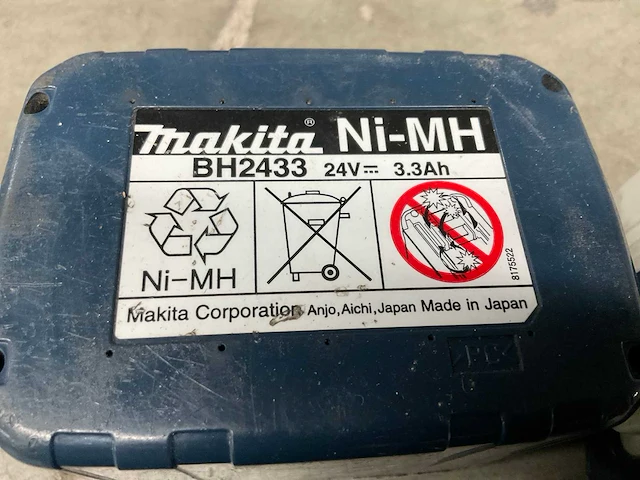 makita® Ni-MH
BH2433 24V⎓ 3.3Ah
Ni-MH
8175522
Makita Corporation Anjo, Aichi, Japan Made in Japan